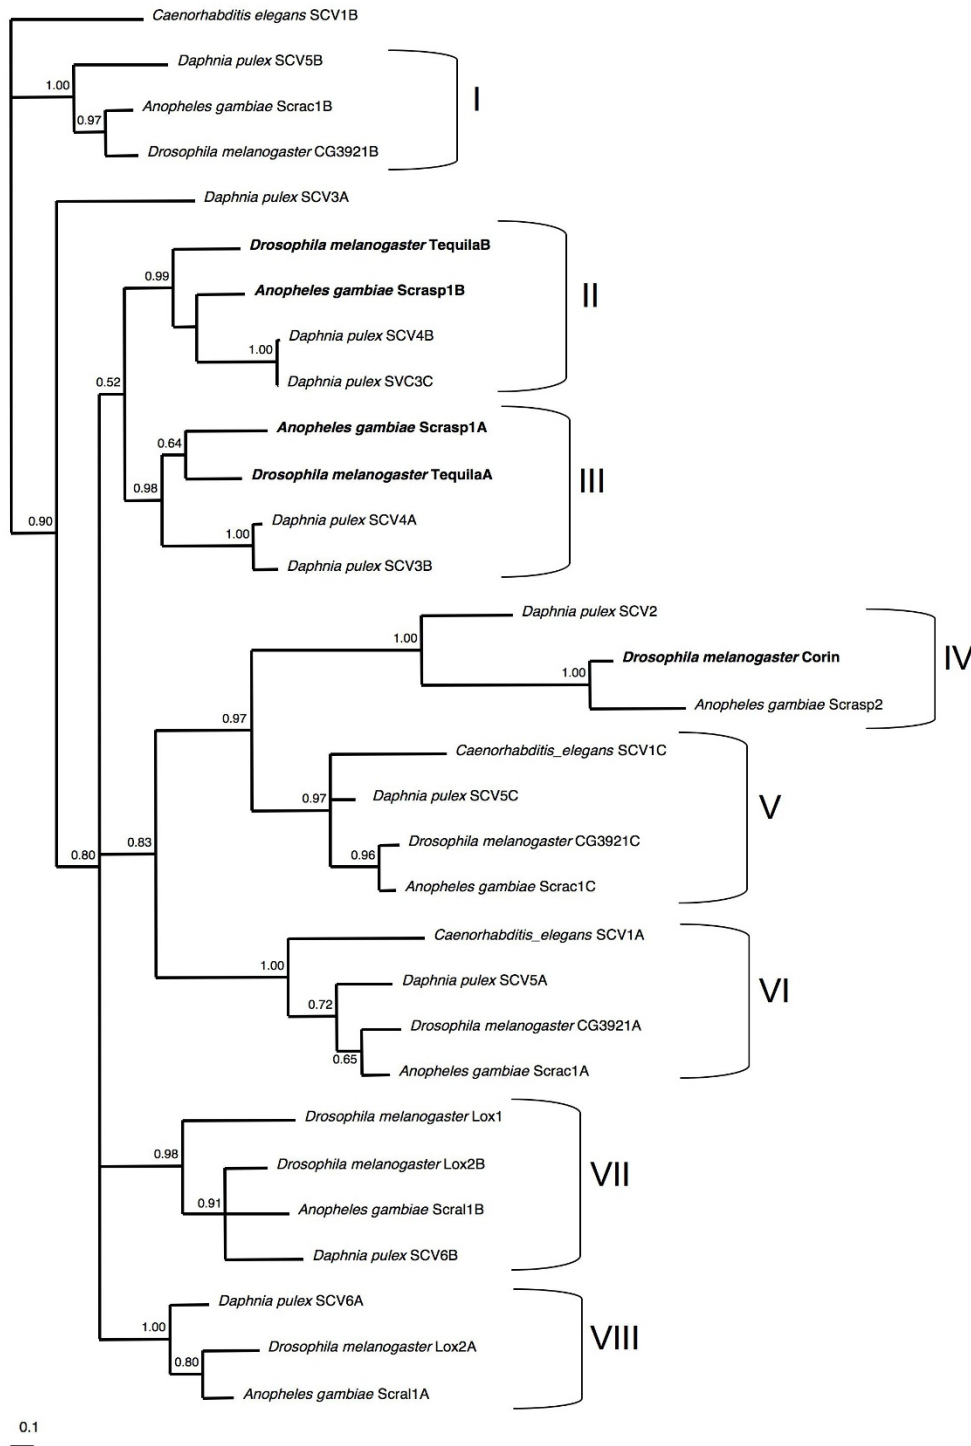 Caenorhabditis elegans SCV1B
Daphnia pulex SCV5B
1.00
Anopheles gambiae Scrac1B
I
0.97
Drosophila melanogaster CG3921B
Daphnia pulex SCV3A
Drosophila melanogaster TequilaB
0.99
Anopheles gambiae Scrasp1B
II
Daphnia pulex SCV4B
1.00
Daphnia pulex SVC3C
0.52
Anopheles gambiae Scrasp1A
0.64
Drosophila melanogaster TequilaA
III
0.98
Daphnia pulex SCV4A
0.90
1.00
Daphnia pulex SCV3B
Daphnia pulex SCV2
1.00
Drosophila melanogaster Corin
IV
1.00
Anopheles gambiae Scrasp2
0.97
Caenorhabditis_elegans SCV1C
Daphnia pulex SCV5C
0.97
V
Drosophila melanogaster CG3921C
0.83
0.80
0.96
Anopheles gambiae Scrac1C
Caenorhabditis_elegans SCV1A
1.00
Daphnia pulex SCV5A
VI
0.72
Drosophila melanogaster CG3921A
0.65
Anopheles gambiae Scrac1A
Drosophila melanogaster Lox1
0.98
Drosophila melanogaster Lox2B
VII
0.91
Anopheles gambiae Scral1B
Daphnia pulex SCV6B
Daphnia pulex SCV6A
1.00
VIII
Drosophila melanogaster Lox2A
0.80
Anopheles gambiae Scral1A
0.1